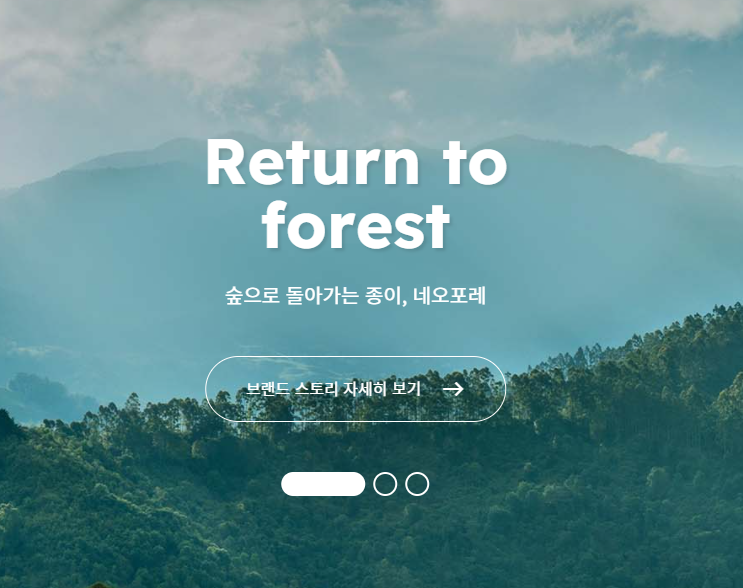 Return to
forest
숲으로 돌아가는 종이, 네오포레
브랜드 스토리 자세히 보기